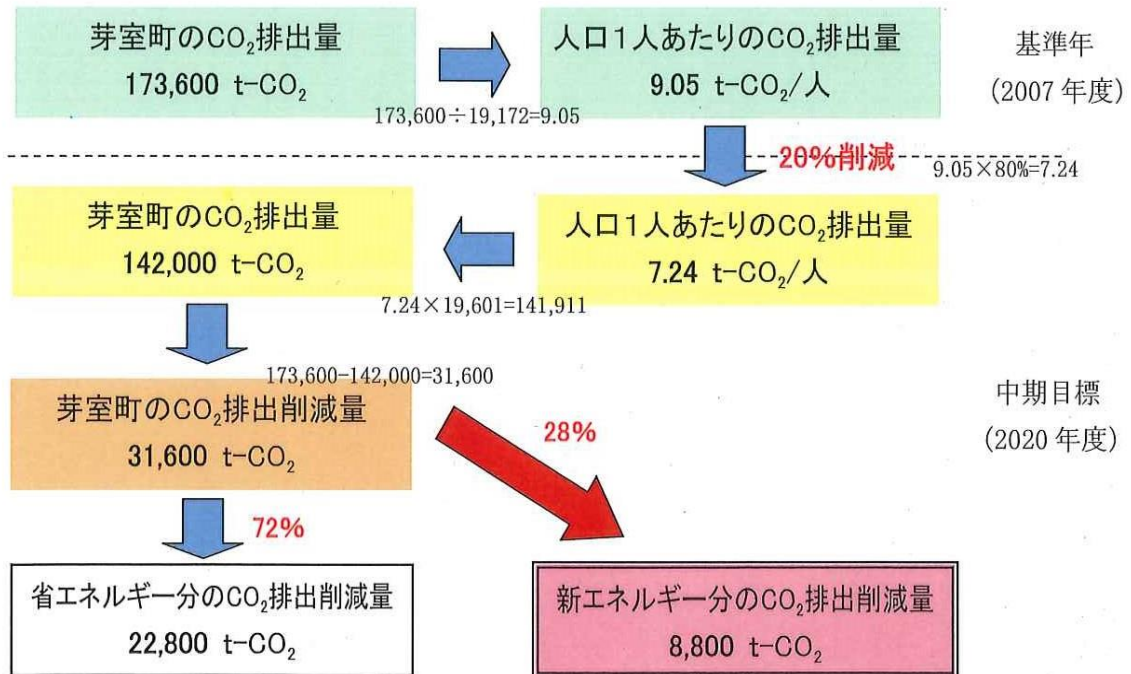 芽室町のCO₂排出量
173,600 t-CO₂
173,600÷19,172=9.05
人口1人あたりのCO₂排出量
9.05 t-CO₂/人
基準年
(2007 年度)
20%削減
9.05×80%=7.24
芽室町のCO₂排出量
142,000 t-CO₂
人口1人あたりのCO₂排出量
7.24 t-CO₂/人
7.24×19,601=141,911
173,600-142,000=31,600
芽室町のCO₂排出削減量
31,600 t-CO₂
28%
中期目標
(2020 年度)
72%
省エネルギー分のCO₂排出削減量
22,800 t-CO₂
新エネルギー分のCO₂排出削減量
8,800 t-CO₂